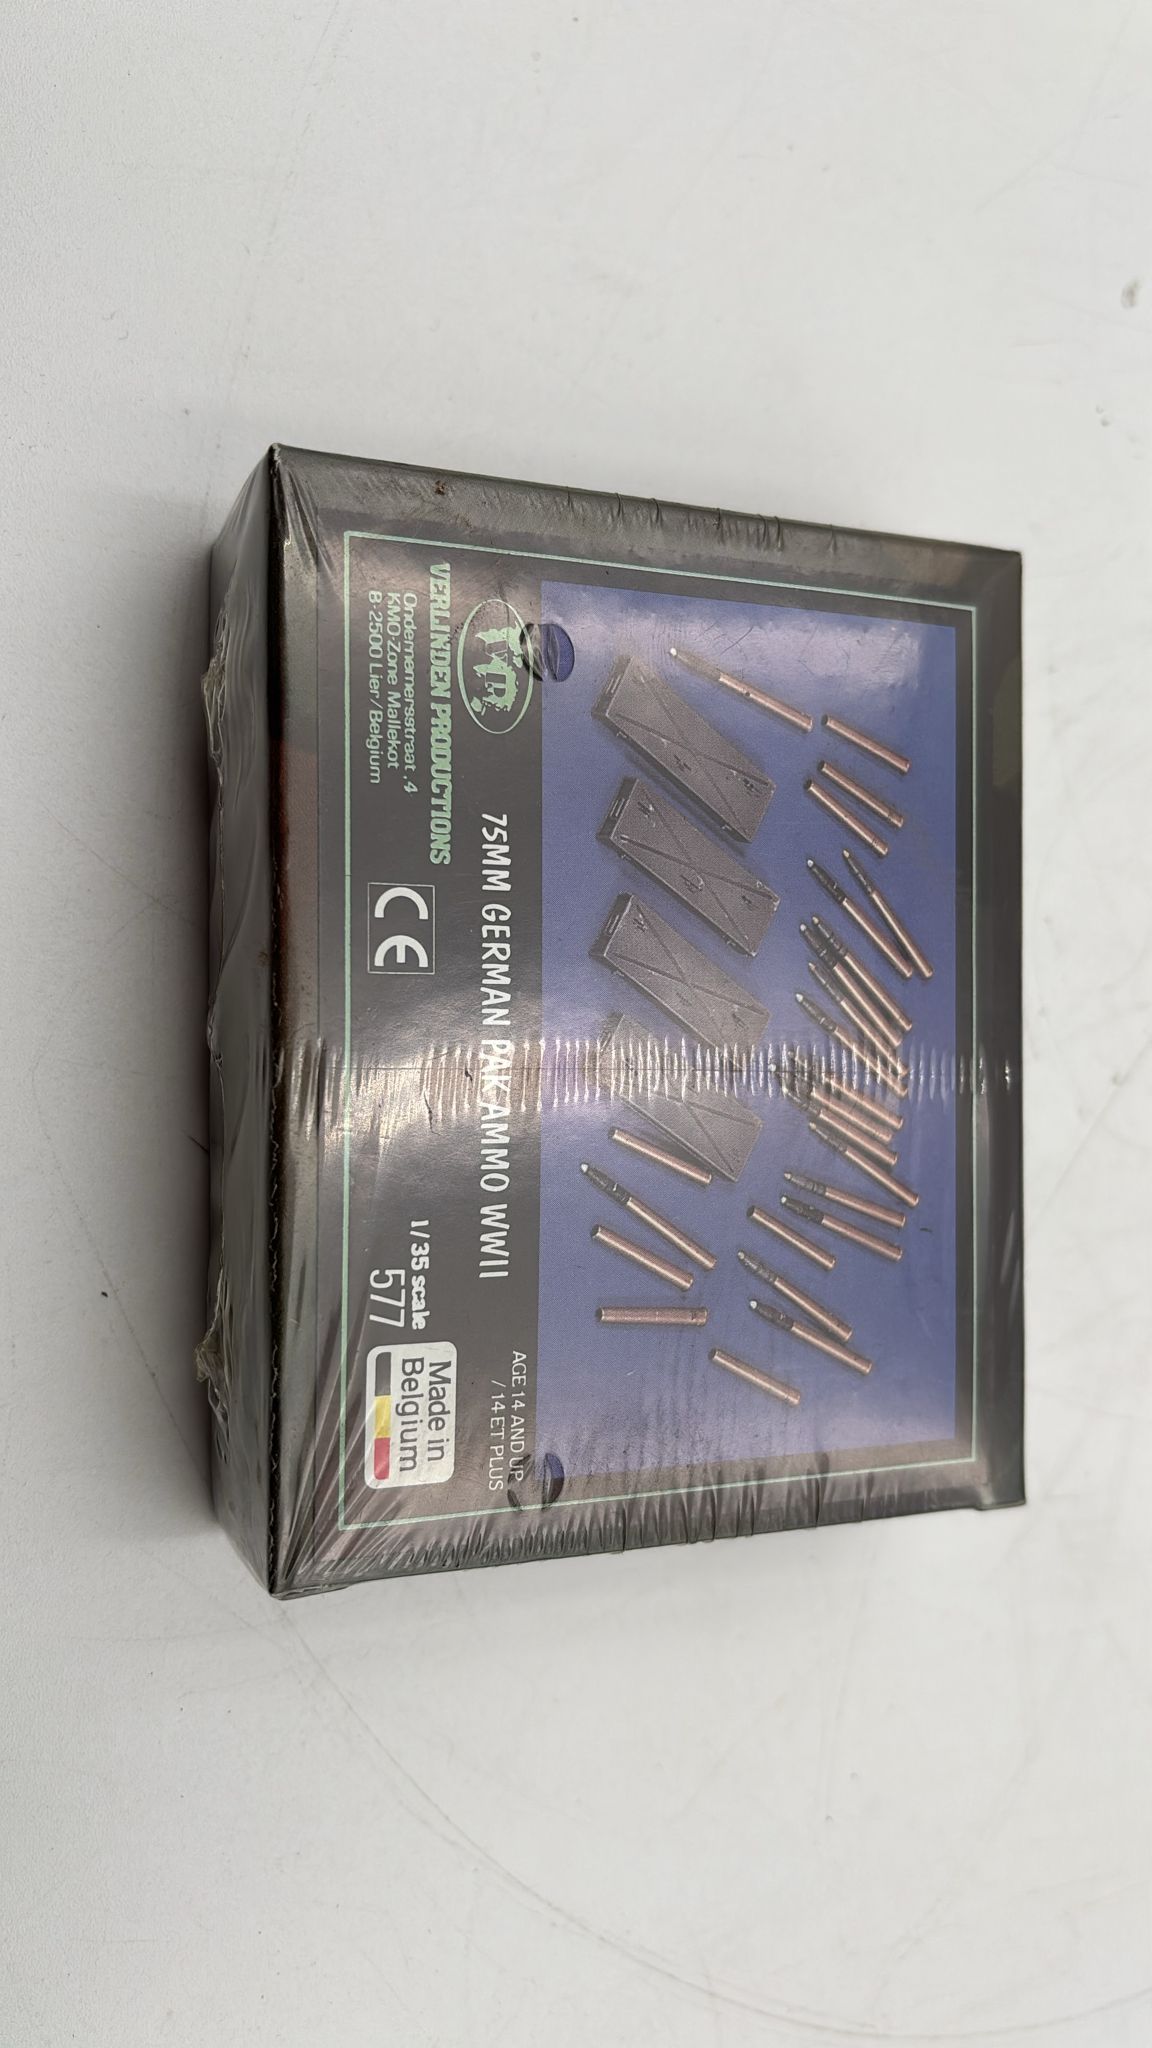 VP
VERLINDEN PRODUCTIONS
Ondernemersstraat ,4
KMO-Zone Mallekot
B-2500 Lier/Belgium
75MM GERMAN PAK AMMO WWII
CE
1/35 scale
577
AGE 14 AND UP
/ 14 ET PLUS
Made in
Belgium